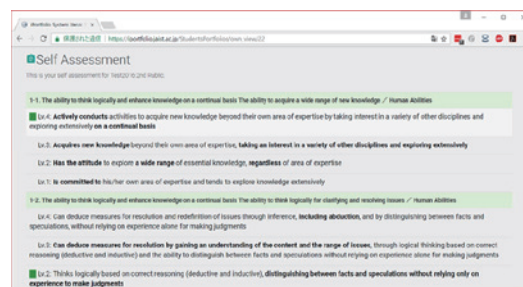 Portfolio System
保護された通信 | https://portfolio.jaist.ac.jp/StudentsPortfolios/own_view/22
Self Assessment
This is your self assessment for Test20 is 2nd Public.
1-1. The ability to think logically and enhance knowledge on a continual basis The ability to acquire a wide range of new knowledge / Human Abilities
Lv.4: Actively conducts activities to acquire new knowledge beyond their own area of expertise by taking interest in a variety of other disciplines and
exploring extensively on a continual basis
Lv.3: Acquires new knowledge beyond their own area of expertise, taking an interest in a variety of other disciplines and exploring extensively
Lv.2: Has the attitude to explore a wide range of essential knowledge, regardless of area of expertise
Lv.1: Is committed to his/her own area of expertise and tends to explore knowledge extensively
1-2. The ability to think logically and enhance knowledge on a continual basis The ability to think logically for clarifying and resolving issues / Human Abilities
Lv.4: Can deduce measures for resolution and redefinition of issues through inference, including abduction, and by distinguishing between facts and
speculations, without relying on experience alone for making judgments
Lv.3: Can deduce measures for resolution by gaining an understanding of the content and the range of issues, through logical thinking based on correct
reasoning (deductive and inductive) and the ability to distinguish between facts and speculations without relying on experience alone for making judgments
Lv.2: Thinks logically based on correct reasoning (deductive and inductive), distinguishing between facts and speculations without relying only on
experience to make judgments